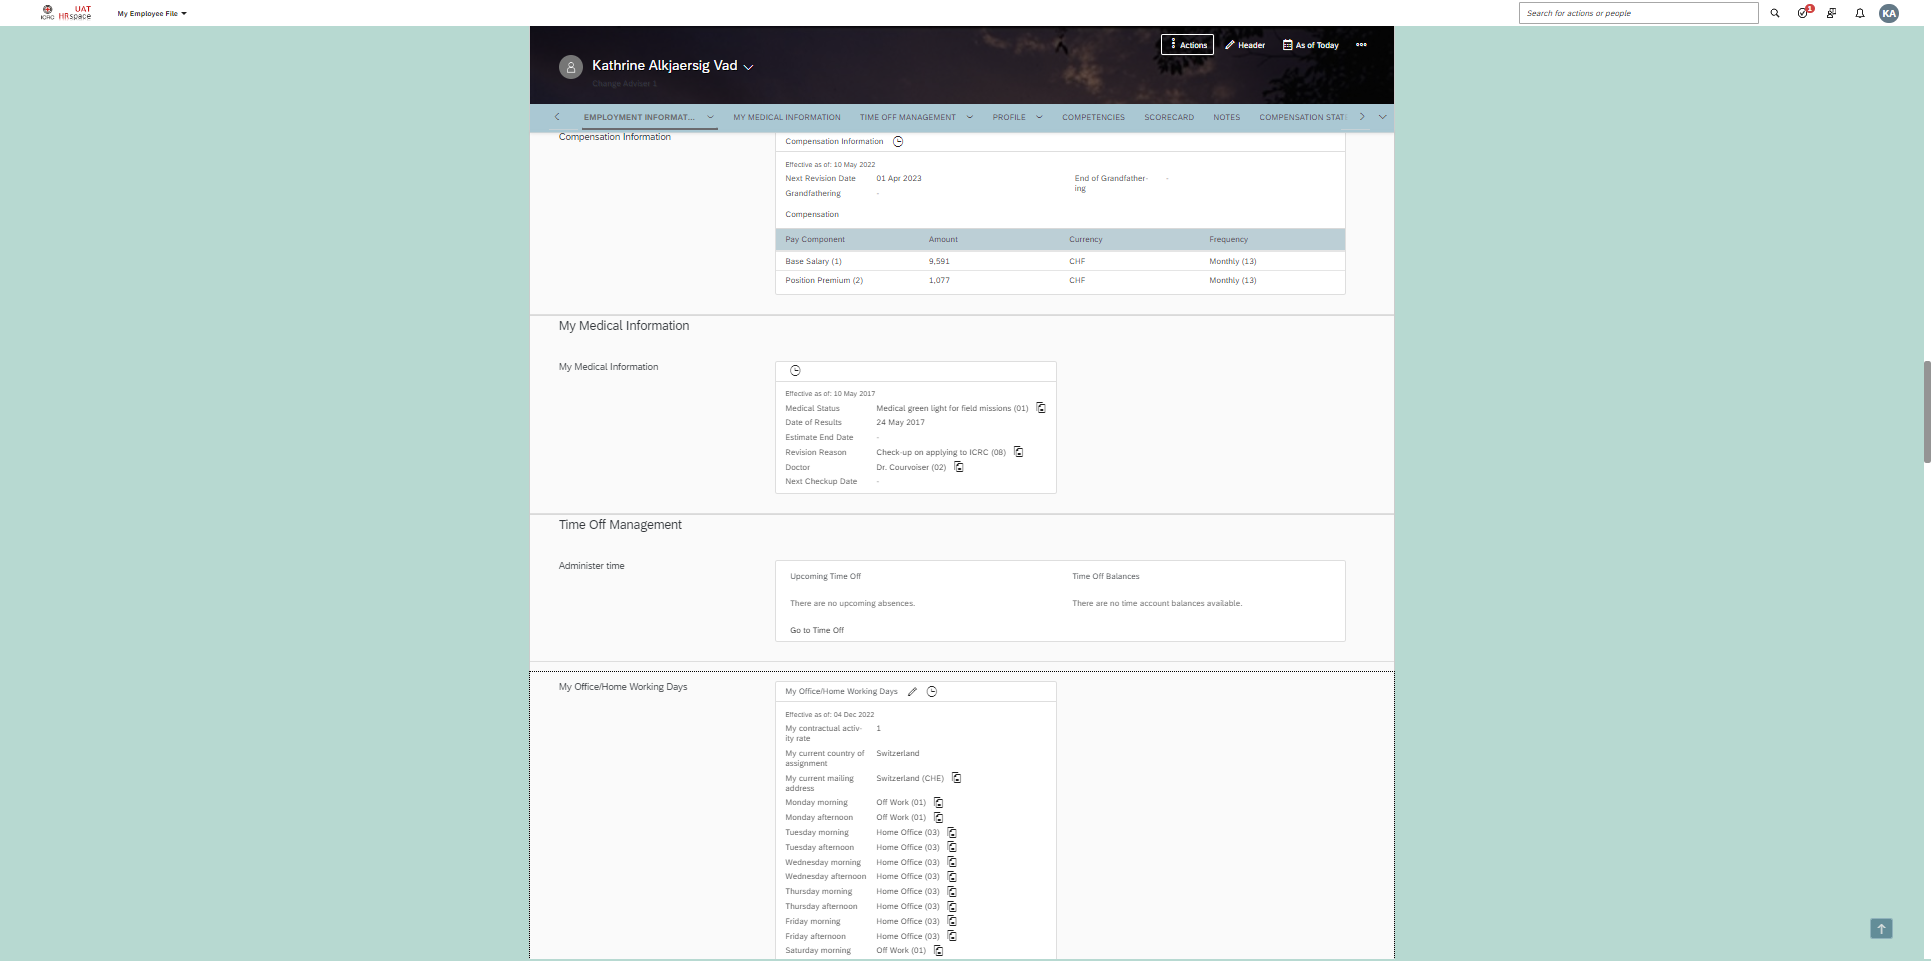 ICRC UAT HRspace My Employee File Search for actions or people 1 KA
Actions Header As of Today
Kathrine Alkjaersig Vad
Change Adviser 1
EMPLOYMENT INFORMAT... MY MEDICAL INFORMATION TIME OFF MANAGEMENT PROFILE COMPETENCIES SCORECARD NOTES COMPENSATION STAT
Compensation Information
Compensation Information
Effective as of: 10 May 2022
Next Revision Date 01 Apr 2023 End of Grandfather-
ing -
Grandfathering -
Compensation
Pay Component Amount Currency Frequency
Base Salary (1) 9,591 CHF Monthly (13)
Position Premium (2) 1,077 CHF Monthly (13)
My Medical Information
My Medical Information
Effective as of: 10 May 2017
Medical Status Medical green light for field missions (01)
Date of Results 24 May 2017
Estimate End Date -
Revision Reason Check-up on applying to ICRC (08)
Doctor Dr. Courvoiser (02)
Next Checkup Date -
Time Off Management
Administer time
Upcoming Time Off Time Off Balances
There are no upcoming absences. There are no time account balances available.
Go to Time Off
My Office/Home Working Days
My Office/Home Working Days
Effective as of: 04 Dec 2022
My contractual activ-
ity rate 1
My current country of
assignment Switzerland
My current mailing
address Switzerland (CHE)
Monday morning Off Work (01)
Monday afternoon Off Work (01)
Tuesday morning Home Office (03)
Tuesday afternoon Home Office (03)
Wednesday morning Home Office (03)
Wednesday afternoon Home Office (03)
Thursday morning Home Office (03)
Thursday afternoon Home Office (03)
Friday morning Home Office (03)
Friday afternoon Home Office (03)
Saturday morning Off Work (01)